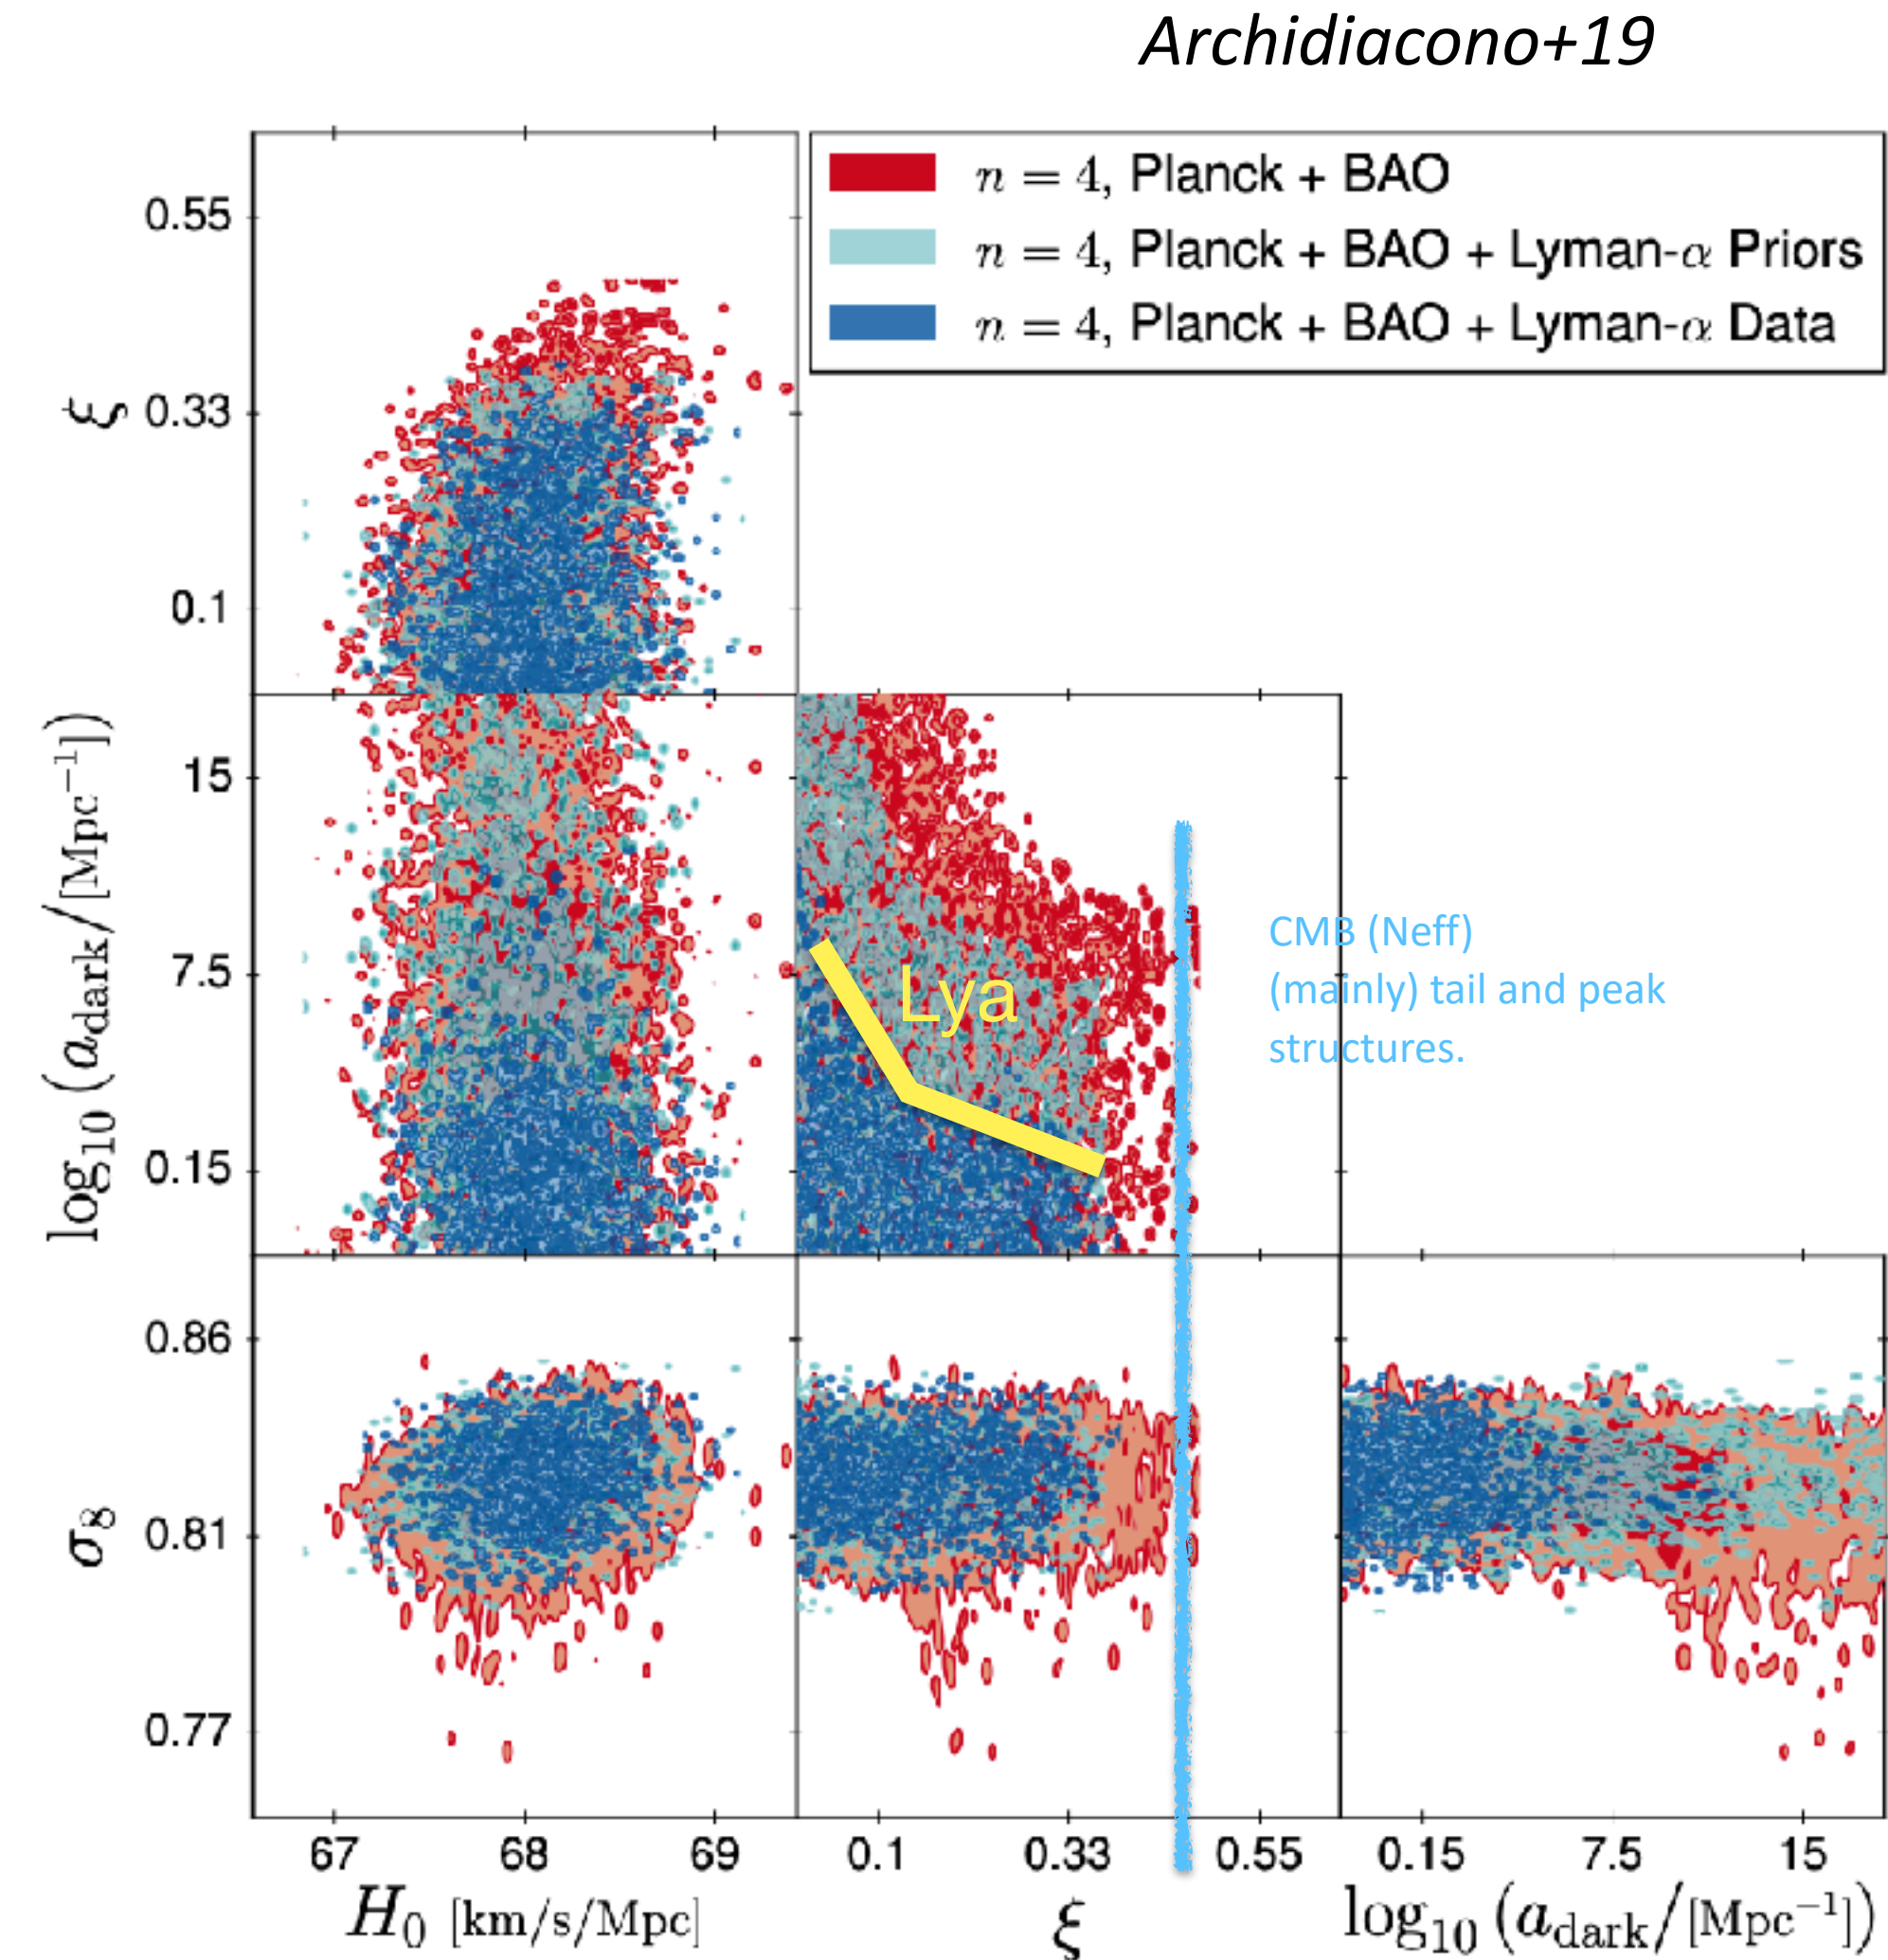 Archidiacono+19
n = 4, Planck + BAO
n = 4, Planck + BAO + Lyman-α Priors
n = 4, Planck + BAO + Lyman-α Data
0.55
ξ 0.33
0.1
log₁₀ (a_dark/[Mpc⁻¹])
15
7.5
0.15
Lya
CMB (Neff)
(mainly) tail and peak
structures.
0.86
σ₈ 0.81
0.77
67 68 69 0.1 0.33 0.55 0.15 7.5 15
H₀ [km/s/Mpc] ξ log₁₀ (a_dark/[Mpc⁻¹])